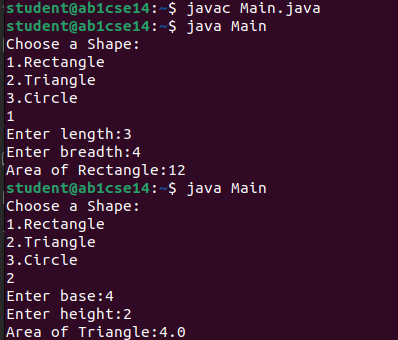 student@ab1cse14:~$ javac Main.java
student@ab1cse14:~$ java Main
Choose a Shape:
1.Rectangle
2.Triangle
3.Circle
1
Enter length:3
Enter breadth:4
Area of Rectangle:12
student@ab1cse14:~$ java Main
Choose a Shape:
1.Rectangle
2.Triangle
3.Circle
2
Enter base:4
Enter height:2
Area of Triangle:4.0